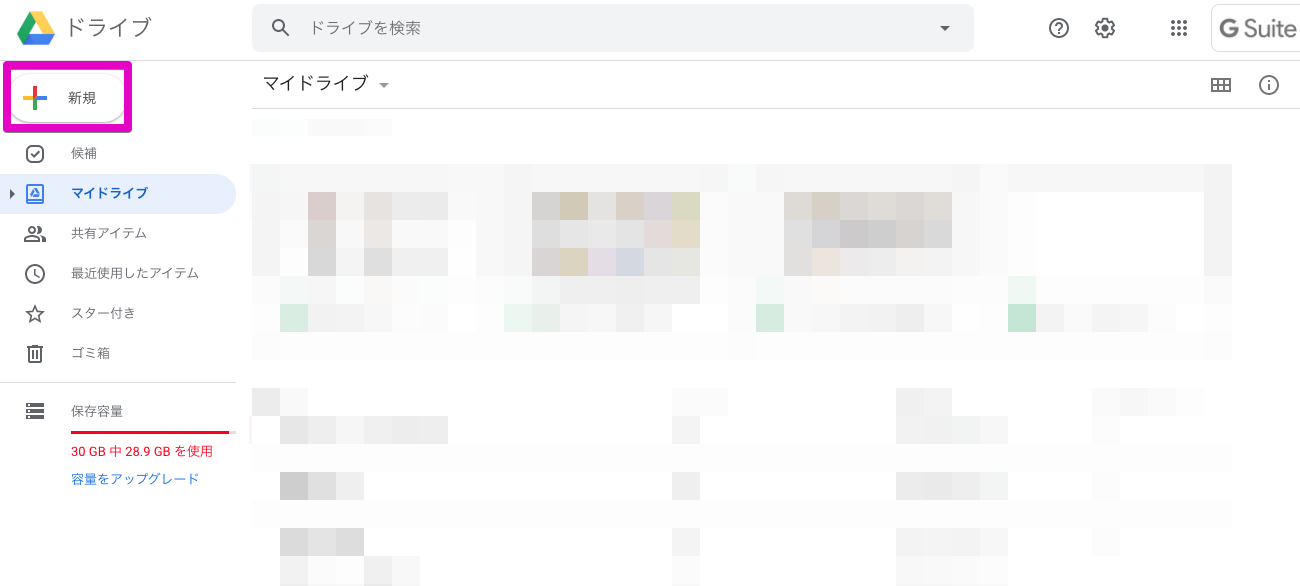 ドライブ
ドライブを検索
G Suite
新規
マイドライブ
候補
マイドライブ
共有アイテム
最近使用したアイテム
スター付き
ゴミ箱
保存容量
30 GB 中 28.9 GB を使用
容量をアップグレード